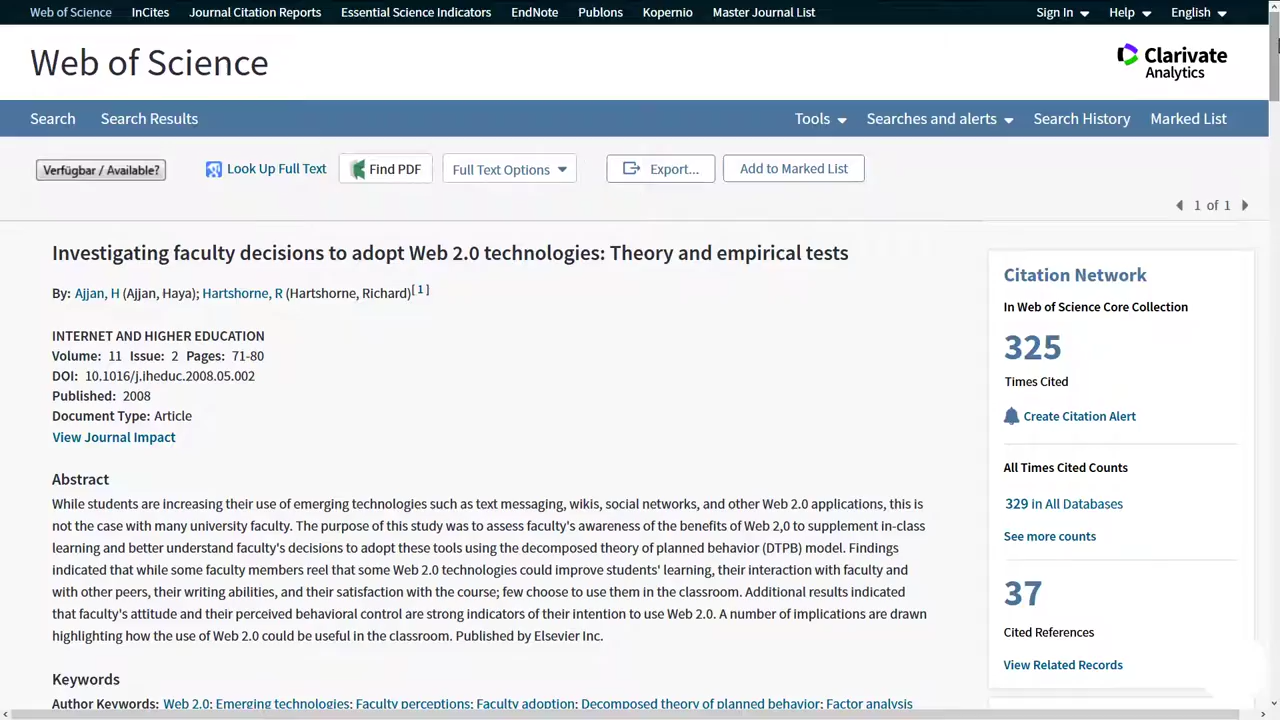 Web of Science InCites Journal Citation Reports Essential Science Indicators EndNote Publons Kopernio Master Journal List Sign In Help English
Web of Science
Clarivate
Analytics
Search Search Results Tools Searches and alerts Search History Marked List
Verfügbar / Available? Look Up Full Text Find PDF Full Text Options Export... Add to Marked List
1 of 1
Investigating faculty decisions to adopt Web 2.0 technologies: Theory and empirical tests
By: Ajjan, H (Ajjan, Haya); Hartshorne, R (Hartshorne, Richard)[ 1 ]
INTERNET AND HIGHER EDUCATION
Volume: 11 Issue: 2 Pages: 71-80
DOI: 10.1016/j.iheduc.2008.05.002
Published: 2008
Document Type: Article
View Journal Impact
Abstract
While students are increasing their use of emerging technologies such as text messaging, wikis, social networks, and other Web 2.0 applications, this is
not the case with many university faculty. The purpose of this study was to assess faculty's awareness of the benefits of Web 2,0 to supplement in-class
learning and better understand faculty's decisions to adopt these tools using the decomposed theory of planned behavior (DTPB) model. Findings
indicated that while some faculty members reel that some Web 2.0 technologies could improve students' learning, their interaction with faculty and
with other peers, their writing abilities, and their satisfaction with the course; few choose to use them in the classroom. Additional results indicated
that faculty's attitude and their perceived behavioral control are strong indicators of their intention to use Web 2.0. A number of implications are drawn
highlighting how the use of Web 2.0 could be useful in the classroom. Published by Elsevier Inc.
Keywords
Author Keywords: Web 2.0; Emerging technologies; Faculty perceptions; Faculty adoption; Decomposed theory of planned behavior; Factor analysis
Citation Network
In Web of Science Core Collection
325
Times Cited
Create Citation Alert
All Times Cited Counts
329 in All Databases
See more counts
37
Cited References
View Related Records